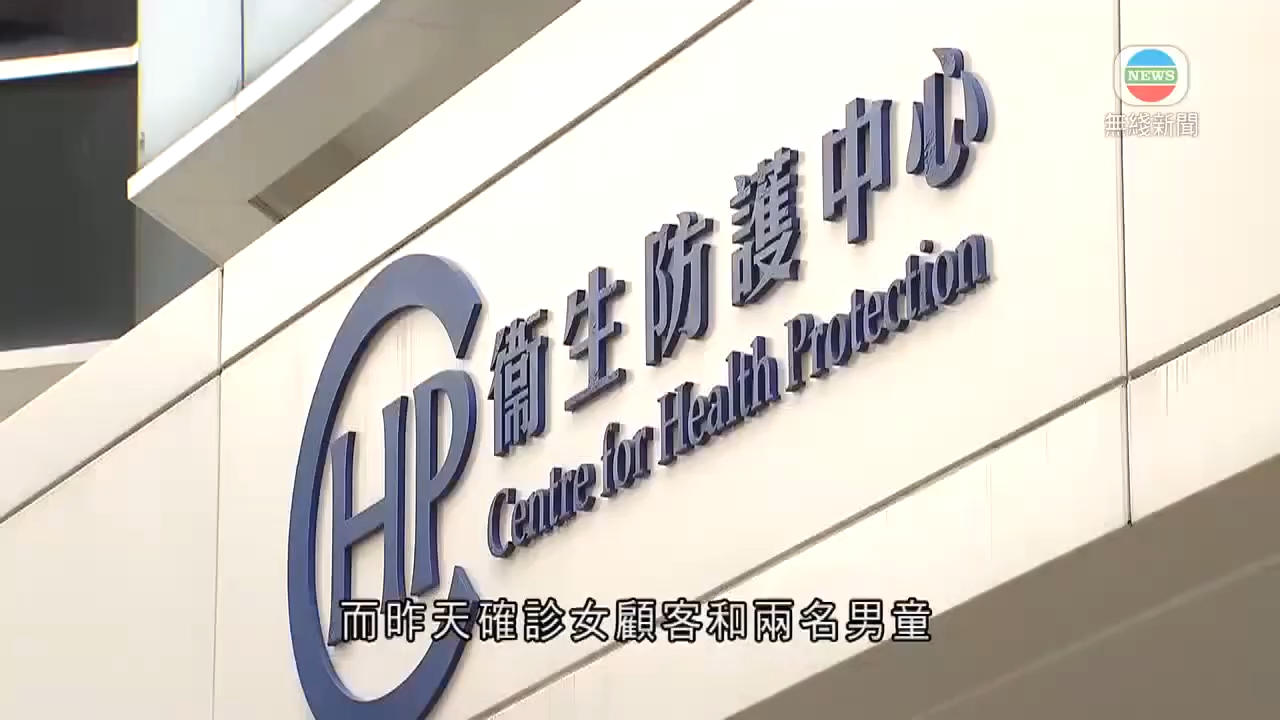 NEWS
無綫新聞
衞生防護中心
Centre for Health Protection
CHP
而昨天確診女顧客和兩名男童